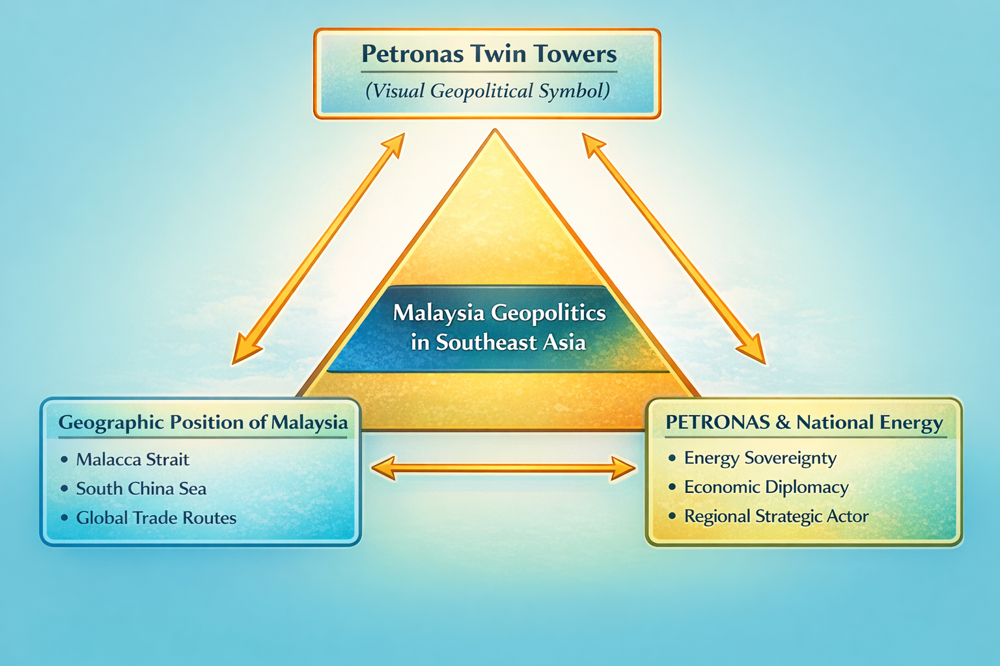 Petronas Twin Towers
(Visual Geopolitical Symbol)
Malaysia Geopolitics
in Southeast Asia
Geographic Position of Malaysia
• Malacca Strait
• South China Sea
• Global Trade Routes
PETRONAS & National Energy
• Energy Sovereignty
• Economic Diplomacy
• Regional Strategic Actor